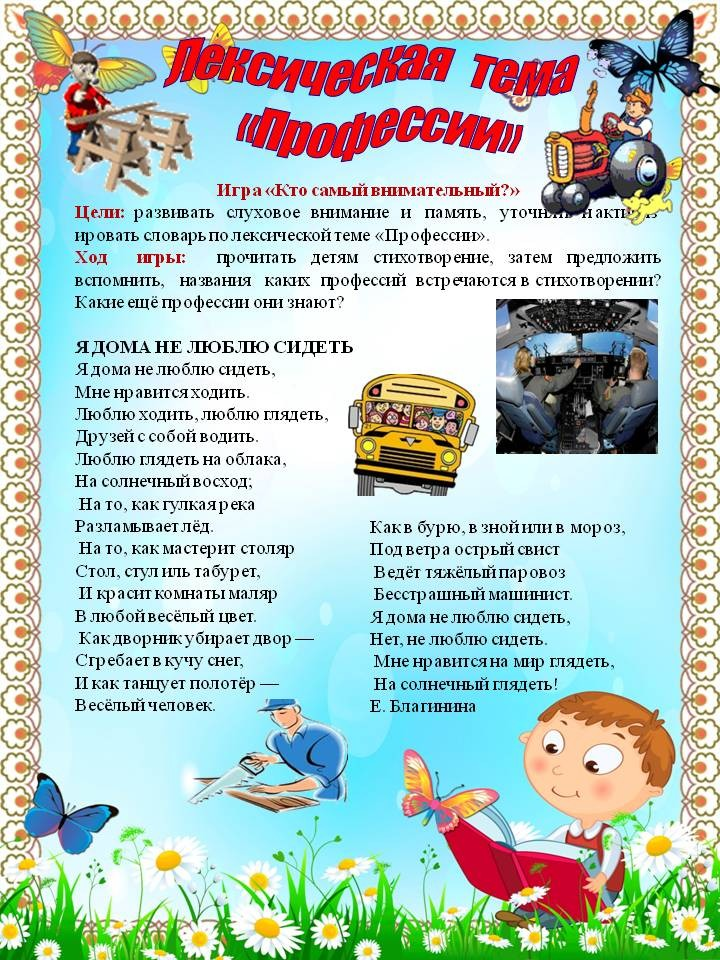 Лексическая тема
«Профессии»
Игра «Кто самый внимательный?»
Цели: развивать слуховое внимание и память, уточнять и актив-
ировать словарь по лексической теме «Профессии».
Ход игры: прочитать детям стихотворение, затем предложить
вспомнить, названия каких профессий встречаются в стихотворении?
Какие ещё профессии они знают?
Я ДОМА НЕ ЛЮБЛЮ СИДЕТЬ
Я дома не люблю сидеть,
Мне нравится ходить.
Люблю ходить, люблю глядеть,
Друзей с собой водить.
Люблю глядеть на облака,
На солнечный восход;
На то, как гулкая река
Разламывает лёд.
На то, как мастерит столяр
Стол, стул иль табурет,
И красит комнаты маляр
В любой весёлый цвет.
Как дворник убирает двор —
Сгребает в кучу снег,
И как танцует полотёр —
Весёлый человек.
Как в бурю, в зной или в мороз,
Под ветра острый свист
Ведёт тяжёлый паровоз
Бесстрашный машинист.
Я дома не люблю сидеть,
Нет, не люблю сидеть.
Мне нравится на мир глядеть,
На солнечный глядеть!
Е. Благинина